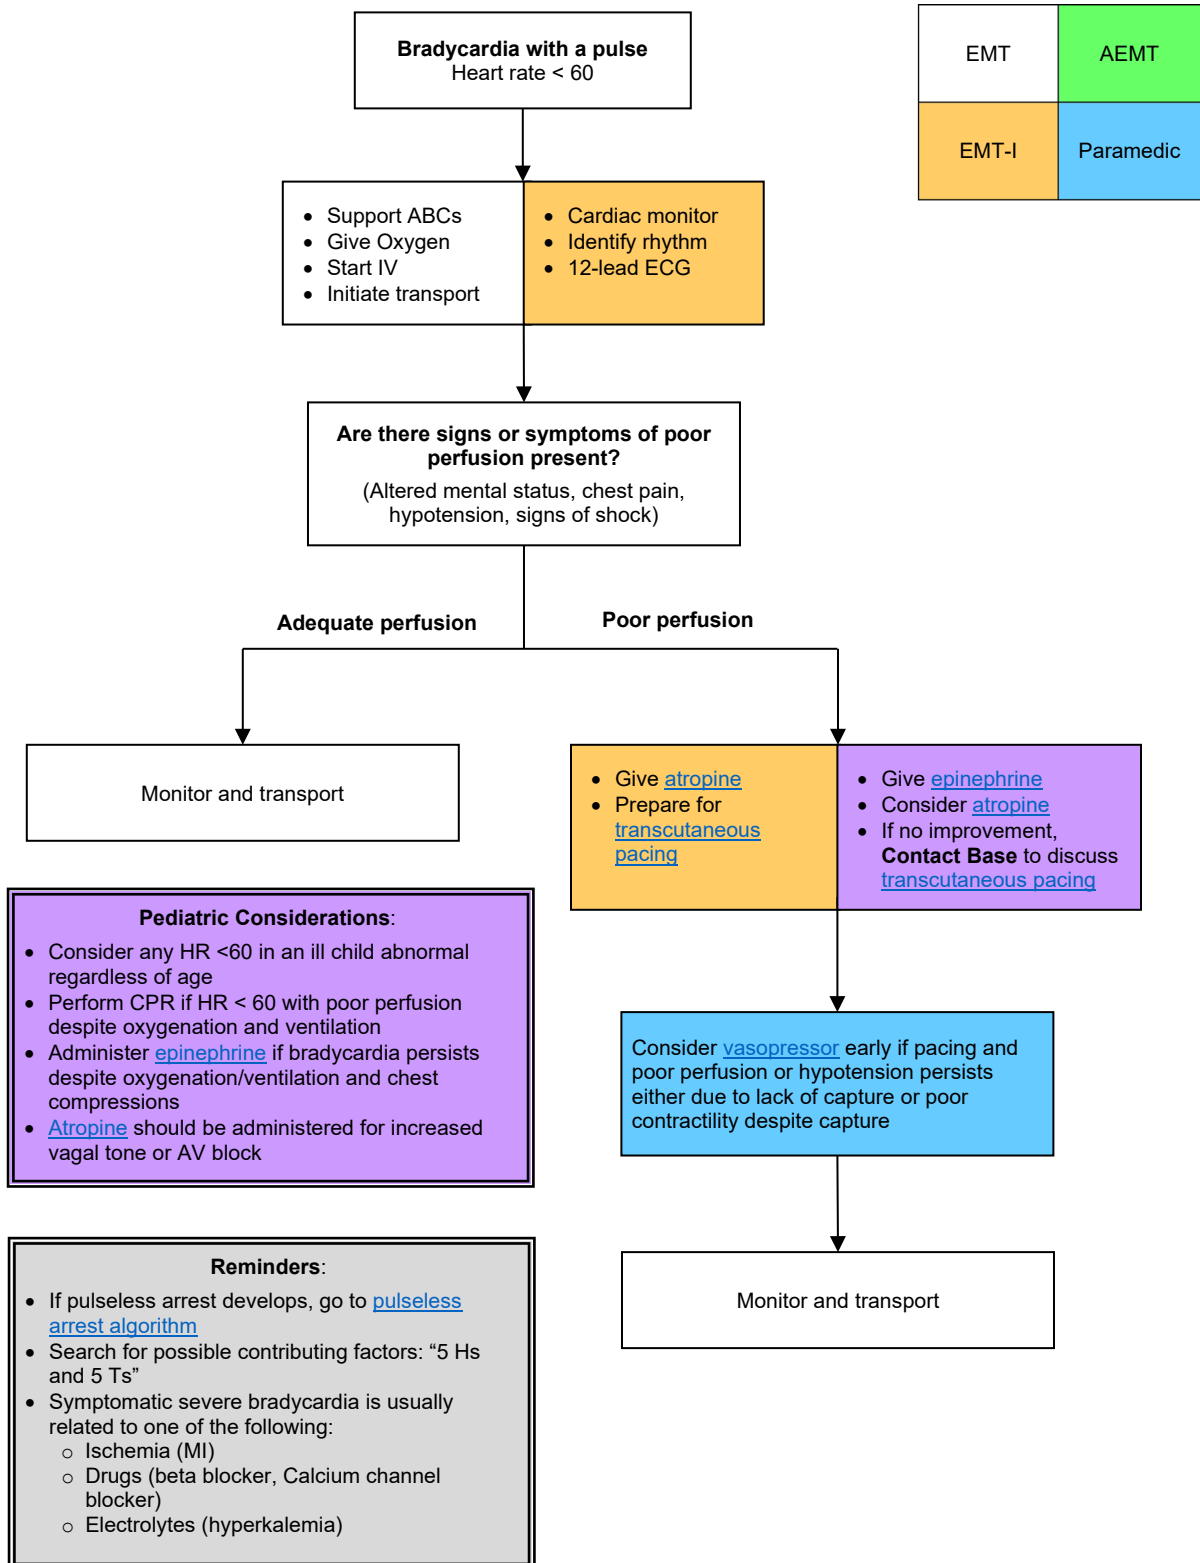 Bradycardia with a pulse
Heart rate < 60
EMT
AEMT
EMT-I
Paramedic
• Support ABCs
• Give Oxygen
• Start IV
• Initiate transport
• Cardiac monitor
• Identify rhythm
• 12-lead ECG
Are there signs or symptoms of poor
perfusion present?
(Altered mental status, chest pain,
hypotension, signs of shock)
Adequate perfusion
Poor perfusion
Monitor and transport
• Give atropine
• Prepare for
transcutaneous
pacing
• Give epinephrine
• Consider atropine
• If no improvement,
Contact Base to discuss
transcutaneous pacing
Pediatric Considerations:
• Consider any HR <60 in an ill child abnormal
regardless of age
• Perform CPR if HR < 60 with poor perfusion
despite oxygenation and ventilation
• Administer epinephrine if bradycardia persists
despite oxygenation/ventilation and chest
compressions
• Atropine should be administered for increased
vagal tone or AV block
Consider vasopressor early if pacing and
poor perfusion or hypotension persists
either due to lack of capture or poor
contractility despite capture
Monitor and transport
Reminders:
• If pulseless arrest develops, go to pulseless
arrest algorithm
• Search for possible contributing factors: “5 Hs
and 5 Ts”
• Symptomatic severe bradycardia is usually
related to one of the following:
o Ischemia (MI)
o Drugs (beta blocker, Calcium channel
blocker)
o Electrolytes (hyperkalemia)